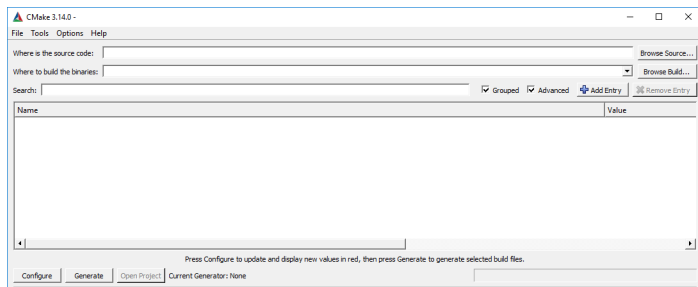 CMake 3.14.0 -
File Tools Options Help
Where is the source code: Browse Source...
Where to build the binaries: Browse Build...
Search: Grouped Advanced Add Entry Remove Entry
Name Value
Press Configure to update and display new values in red, then press Generate to generate selected build files.
Configure Generate Open Project Current Generator: None